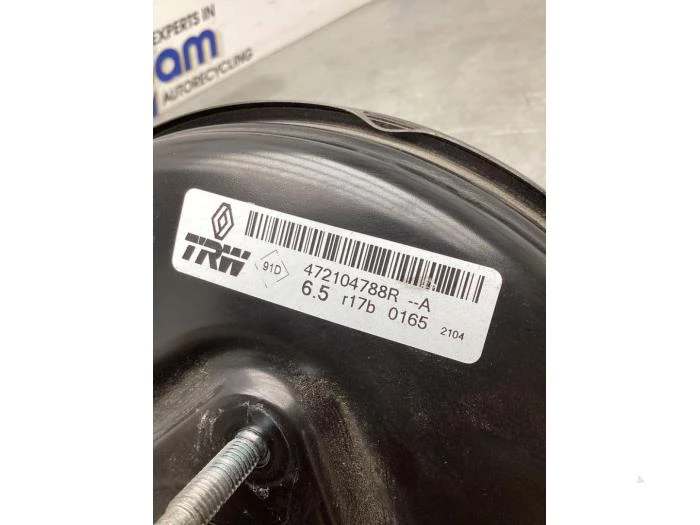 EXPERTS IN
am
AUTORECYCLING
TRW
91D
472104788R --A
6.5 r17b 0165 2104